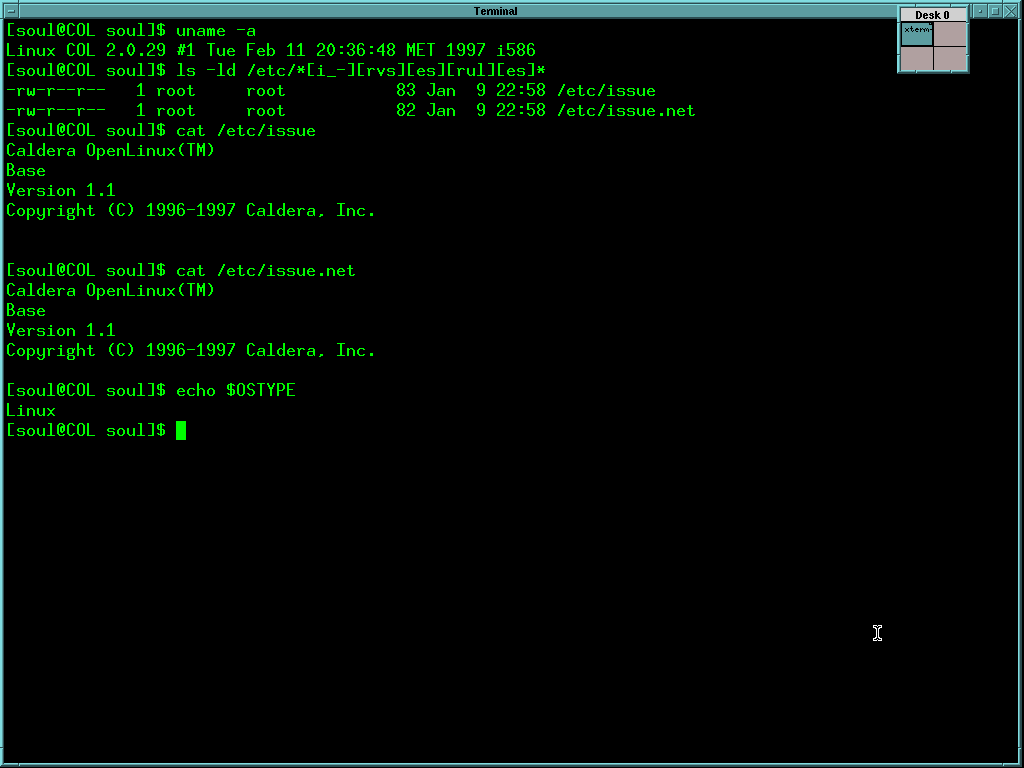 Terminal
Desk 0
xterm
[soul@COL soul]$ uname -a
Linux COL 2.0.29 #1 Tue Feb 11 20:36:48 MET 1997 i586
[soul@COL soul]$ ls -ld /etc/*[i_-][rvs][es][rul][es]*
-rw-r--r--   1 root     root           83 Jan  9 22:58 /etc/issue
-rw-r--r--   1 root     root           82 Jan  9 22:58 /etc/issue.net
[soul@COL soul]$ cat /etc/issue
Caldera OpenLinux(TM)
Base
Version 1.1
Copyright (C) 1996-1997 Caldera, Inc.
[soul@COL soul]$ cat /etc/issue.net
Caldera OpenLinux(TM)
Base
Version 1.1
Copyright (C) 1996-1997 Caldera, Inc.
[soul@COL soul]$ echo $OSTYPE
Linux
[soul@COL soul]$